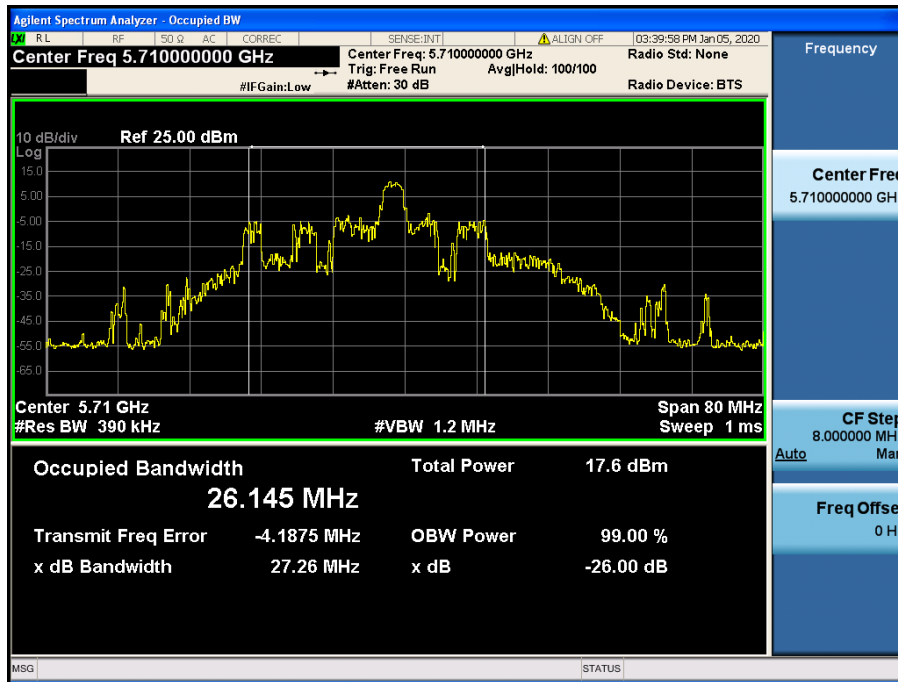 Agilent Spectrum Analyzer - Occupied BW
LXI RL RF 50 Ω AC CORREC SENSE:INT ALIGN OFF 03:39:58 PM Jan 05, 2020
Center Freq 5.710000000 GHz
Center Freq: 5.710000000 GHz
Radio Std: None
Trig: Free Run Avg|Hold: 100/100
#IFGain:Low
#Atten: 30 dB
Radio Device: BTS
10 dB/div Ref 25.00 dBm
Log
15.0
5.00
-5.00
-15.0
-25.0
-35.0
-45.0
-55.0
-65.0
Center 5.71 GHz Span 80 MHz
#Res BW 390 kHz #VBW 1.2 MHz Sweep 1 ms
Occupied Bandwidth Total Power 17.6 dBm
26.145 MHz
Transmit Freq Error -4.1875 MHz OBW Power 99.00 %
x dB Bandwidth 27.26 MHz x dB -26.00 dB
MSG STATUS
Frequency
Center Fre
5.710000000 GH
CF Step
8.000000 MH
Auto Ma
Freq Offse
0 H